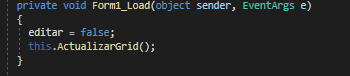 private void Form1_Load(object sender, EventArgs e)
{
editar = false;
this.ActualizarGrid();
}